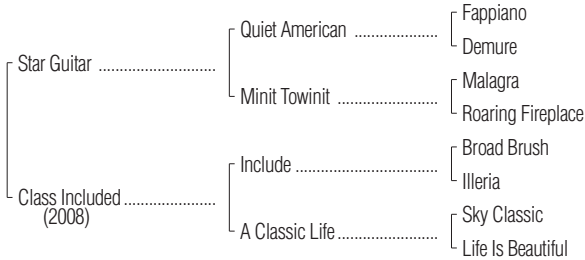 Fappiano
Quiet American ....................
Demure
Star Guitar ............................
Malagra
Minit Towinit ........................
Roaring Fireplace
Broad Brush
Include ..................................
Illeria
Class Included ......................
(2008)
Sky Classic
A Classic Life ........................
Life Is Beautiful